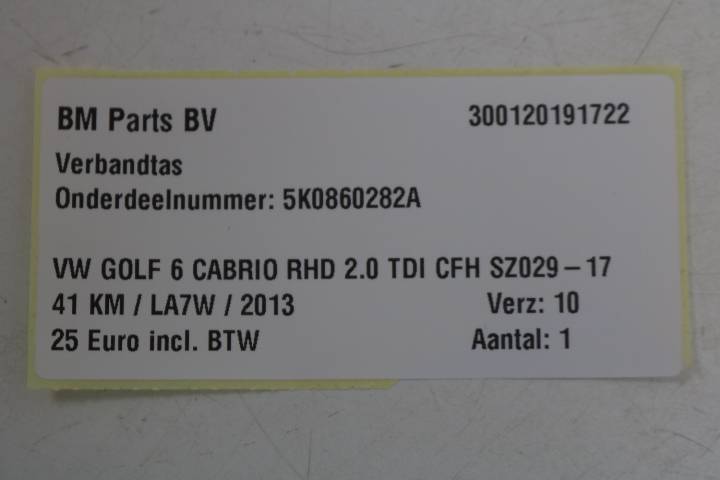 BM Parts BV 300120191722
Verbandtas
Onderdeelnummer: 5K0860282A
VW GOLF 6 CABRIO RHD 2.0 TDI CFH SZ029-17
41 KM / LA7W / 2013 Verz: 10
25 Euro incl. BTW Aantal: 1